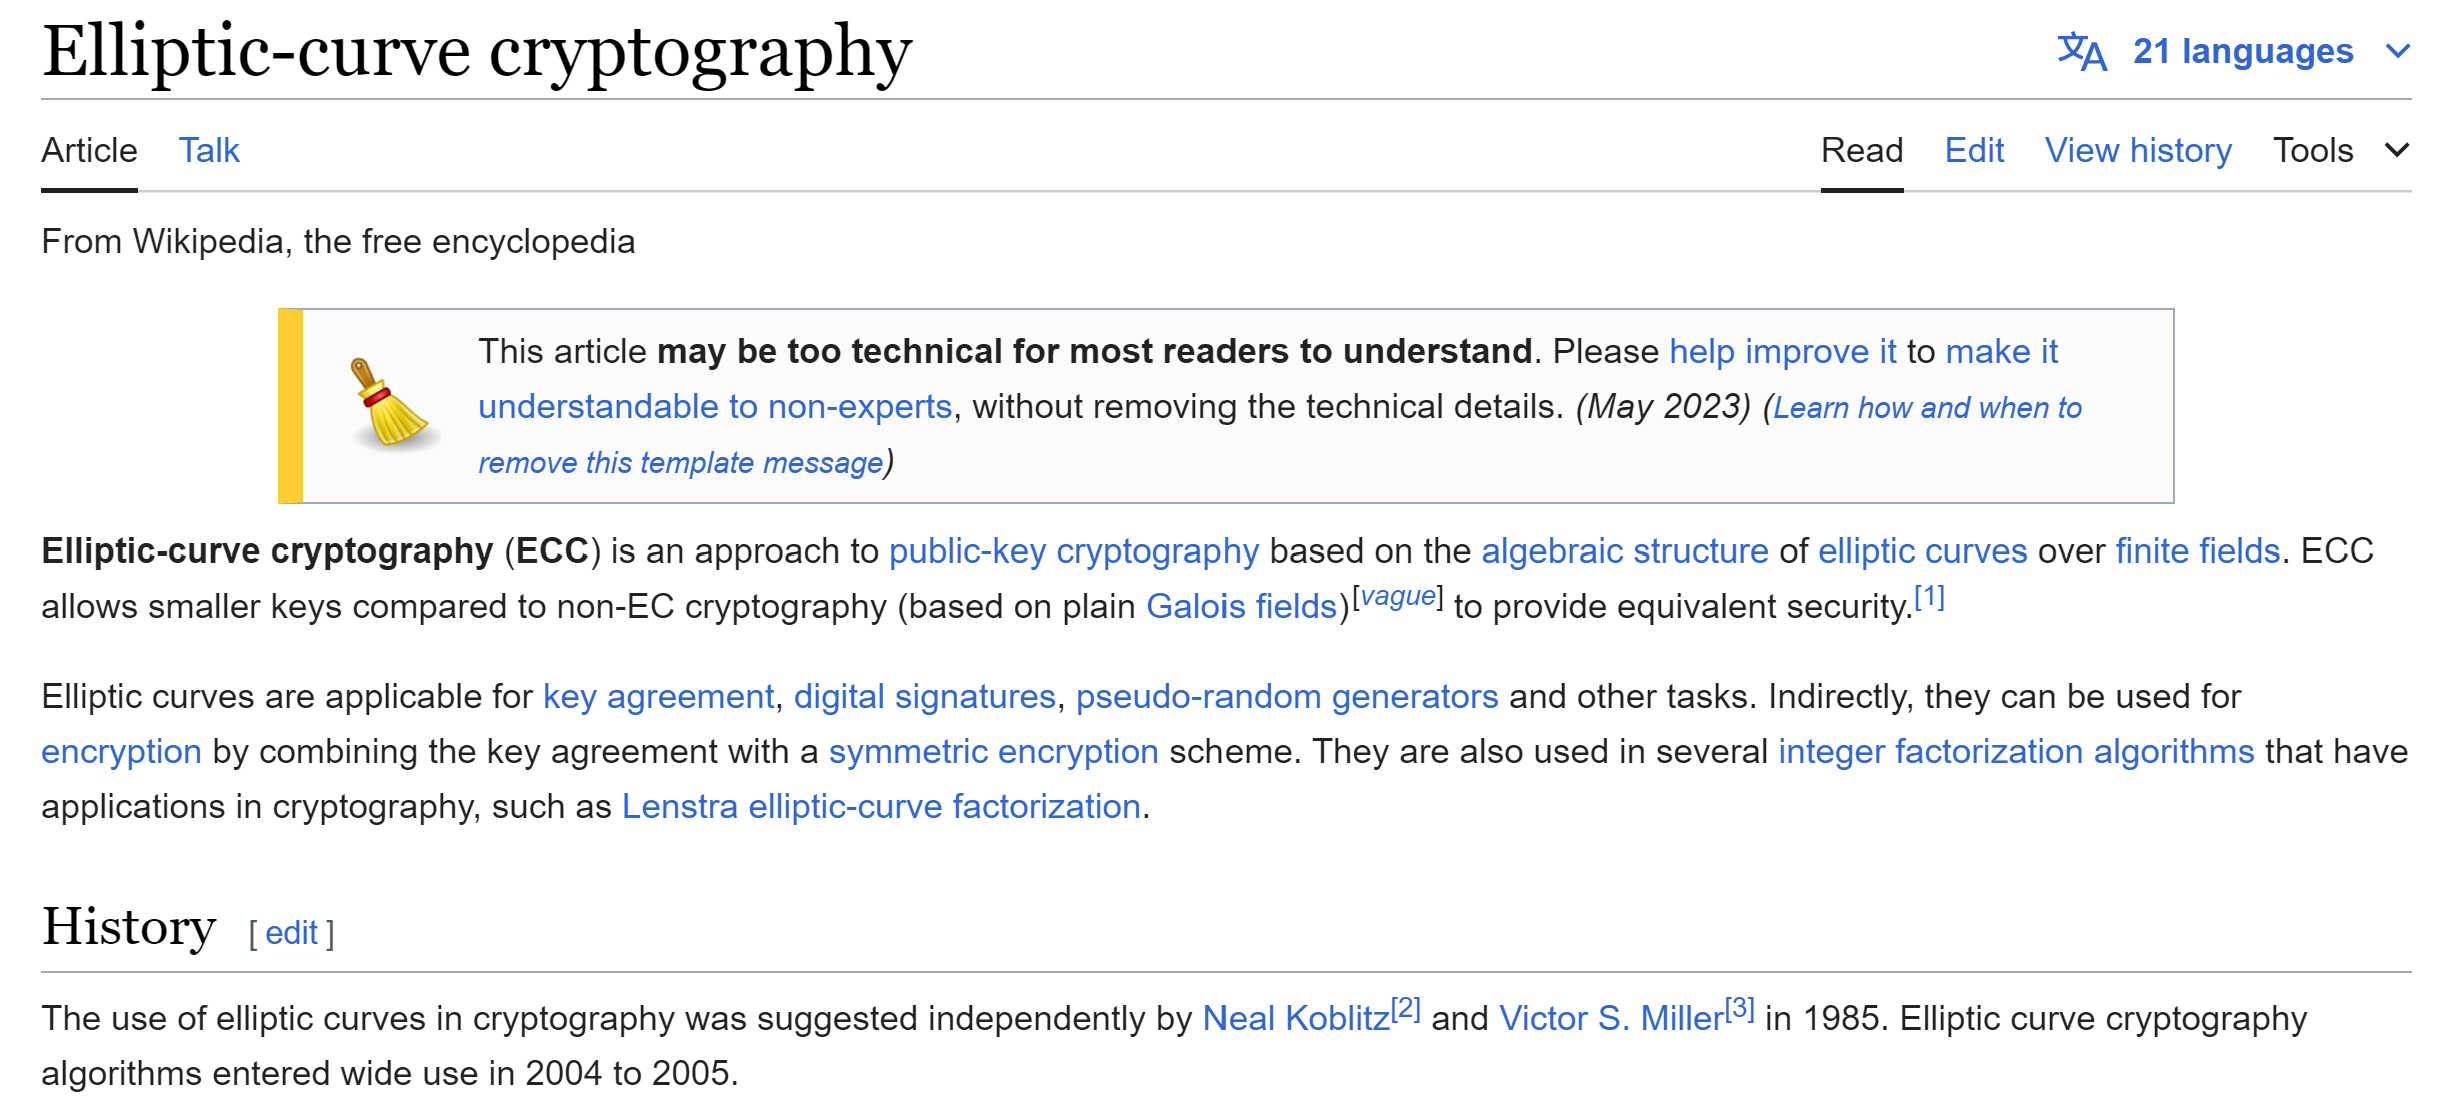 Elliptic-curve cryptography
文A 21 languages
Article Talk Read Edit View history Tools
From Wikipedia, the free encyclopedia
This article may be too technical for most readers to understand. Please help improve it to make it
understandable to non-experts, without removing the technical details. (May 2023) (Learn how and when to
remove this template message)
Elliptic-curve cryptography (ECC) is an approach to public-key cryptography based on the algebraic structure of elliptic curves over finite fields. ECC
allows smaller keys compared to non-EC cryptography (based on plain Galois fields)[vague] to provide equivalent security.[1]
Elliptic curves are applicable for key agreement, digital signatures, pseudo-random generators and other tasks. Indirectly, they can be used for
encryption by combining the key agreement with a symmetric encryption scheme. They are also used in several integer factorization algorithms that have
applications in cryptography, such as Lenstra elliptic-curve factorization.
History [ edit ]
The use of elliptic curves in cryptography was suggested independently by Neal Koblitz[2] and Victor S. Miller[3] in 1985. Elliptic curve cryptography
algorithms entered wide use in 2004 to 2005.